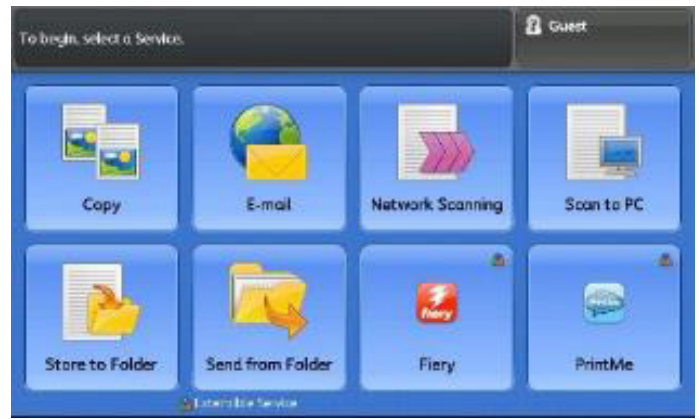 To begin, select a Service.
Guest
Copy
E-mail
Network Scanning
Scan to PC
Store to Folder
Send from Folder
fiery
Fiery
PrintMe
Extensible Service